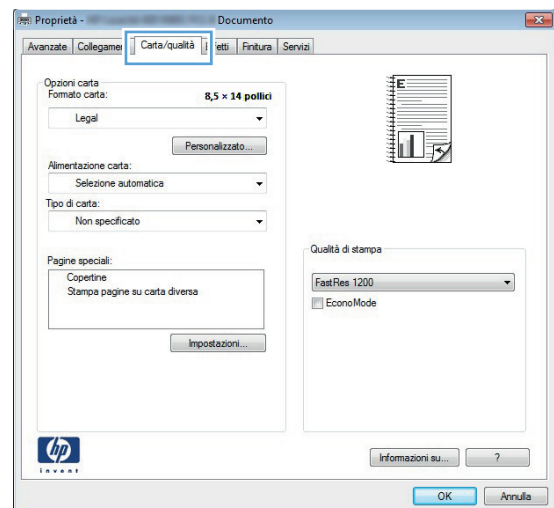 Proprietà - Documento
Avanzate Collegamen Carta/qualità etti Finitura Servizi
Opzioni carta
Formato carta: 8,5 × 14 pollici
Legal
Personalizzato...
Alimentazione carta:
Selezione automatica
Tipo di carta:
Non specificato
Pagine speciali:
Copertine
Stampa pagine su carta diversa
Impostazioni...
E
Qualità di stampa
FastRes 1200
EconoMode
hp
invent
Informazioni su... ?
OK Annulla